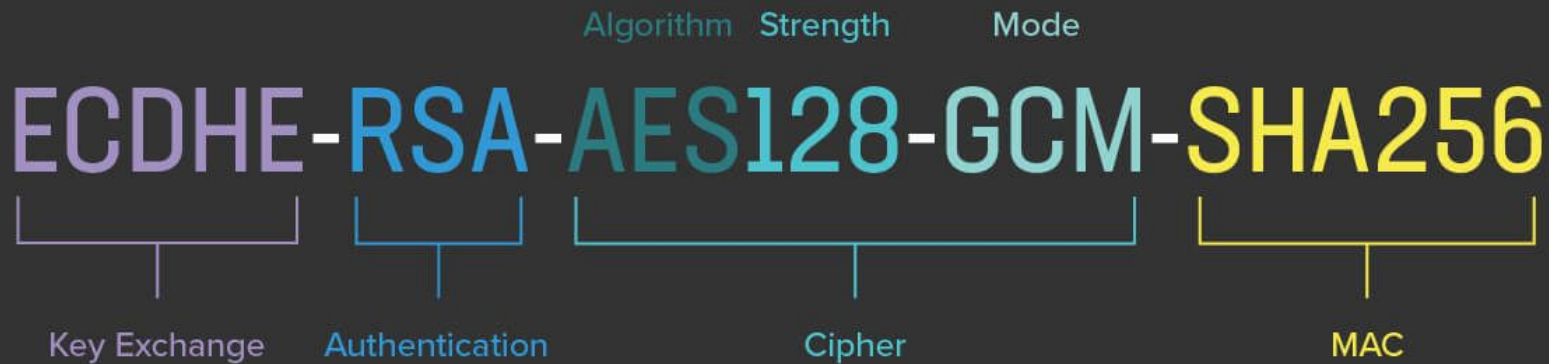 Algorithm Strength Mode
ECDHE-RSA-AES128-GCM-SHA256
Key Exchange Authentication Cipher MAC